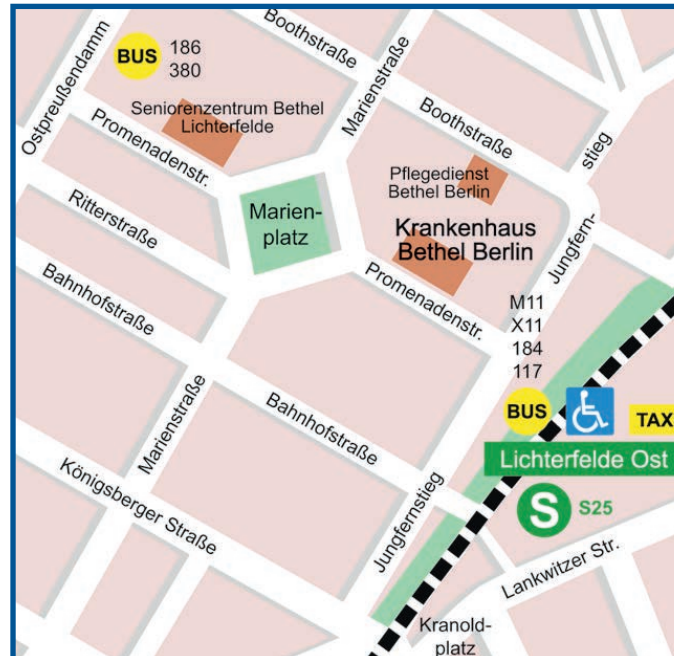 BUS
186
380
Boothstraße
Marienstraße
Ostpreußendamm
Seniorenzentrum Bethel
Lichterfelde
Promenadenstr.
Boothstraße
stieg
Pflegedienst
Bethel Berlin
Ritterstraße
Marien-
platz
Krankenhaus
Bethel Berlin
Jungfern-
Bahnhofstraße
Promenadenstr.
M11
X11
184
117
BUS
TAX
Marienstraße
Bahnhofstraße
Lichterfelde Ost
Königsberger Straße
S
S25
Jungfernstieg
Lankwitzer Str.
Kranold-
platz